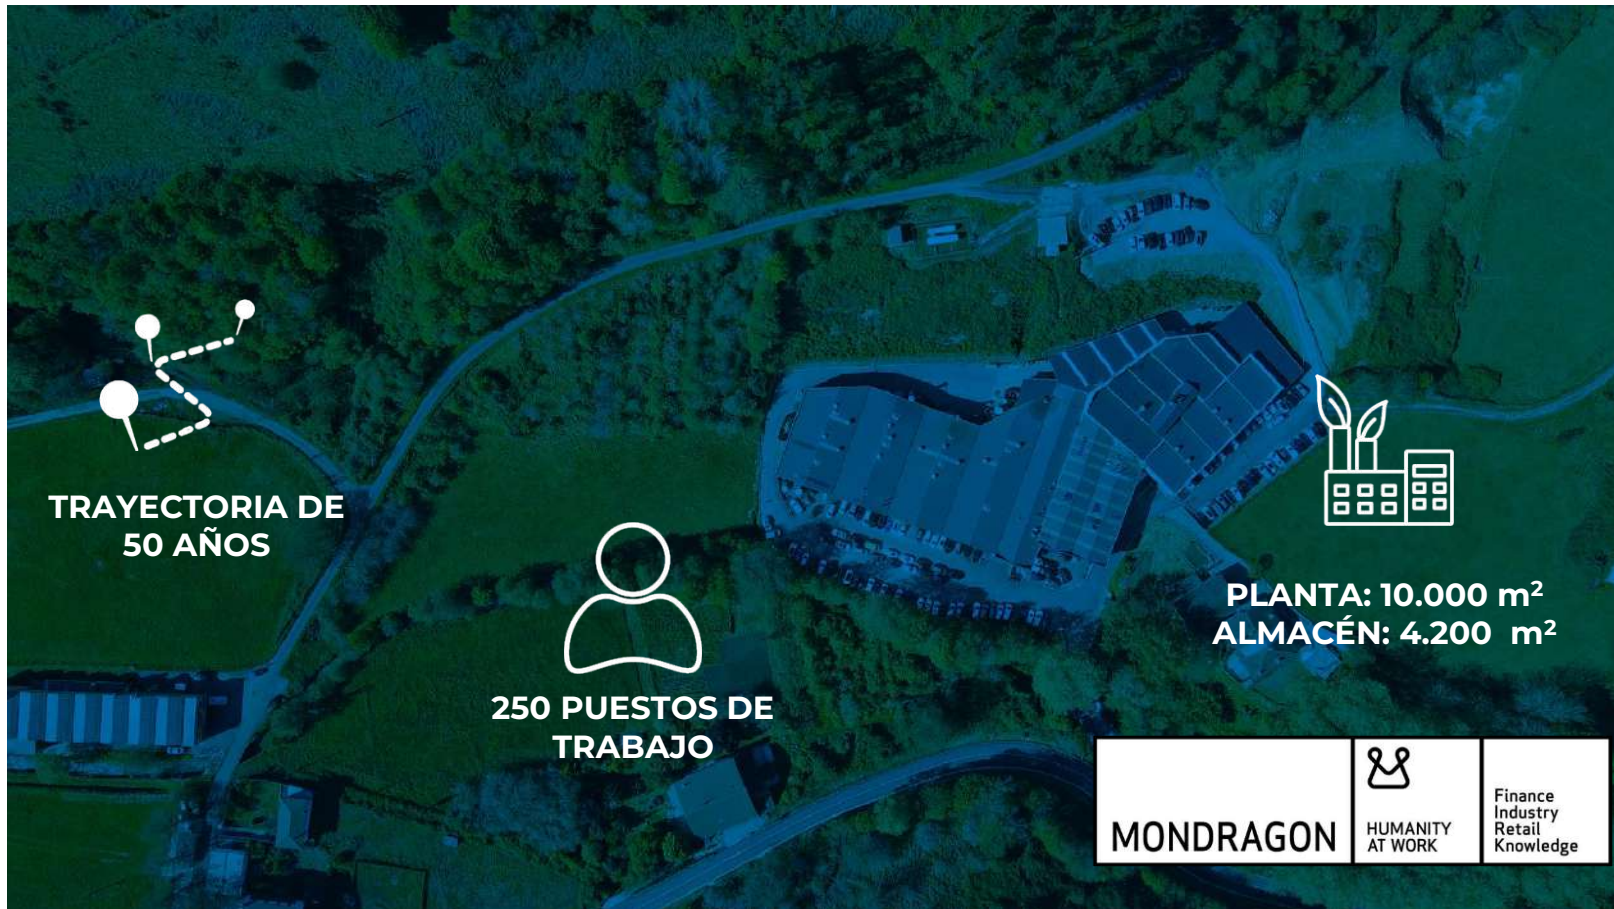 TRAYECTORIA DE
50 AÑOS
250 PUESTOS DE
TRABAJO
PLANTA: 10.000 m²
ALMACÉN: 4.200 m²
MONDRAGON
HUMANITY
AT WORK
Finance
Industry
Retail
Knowledge